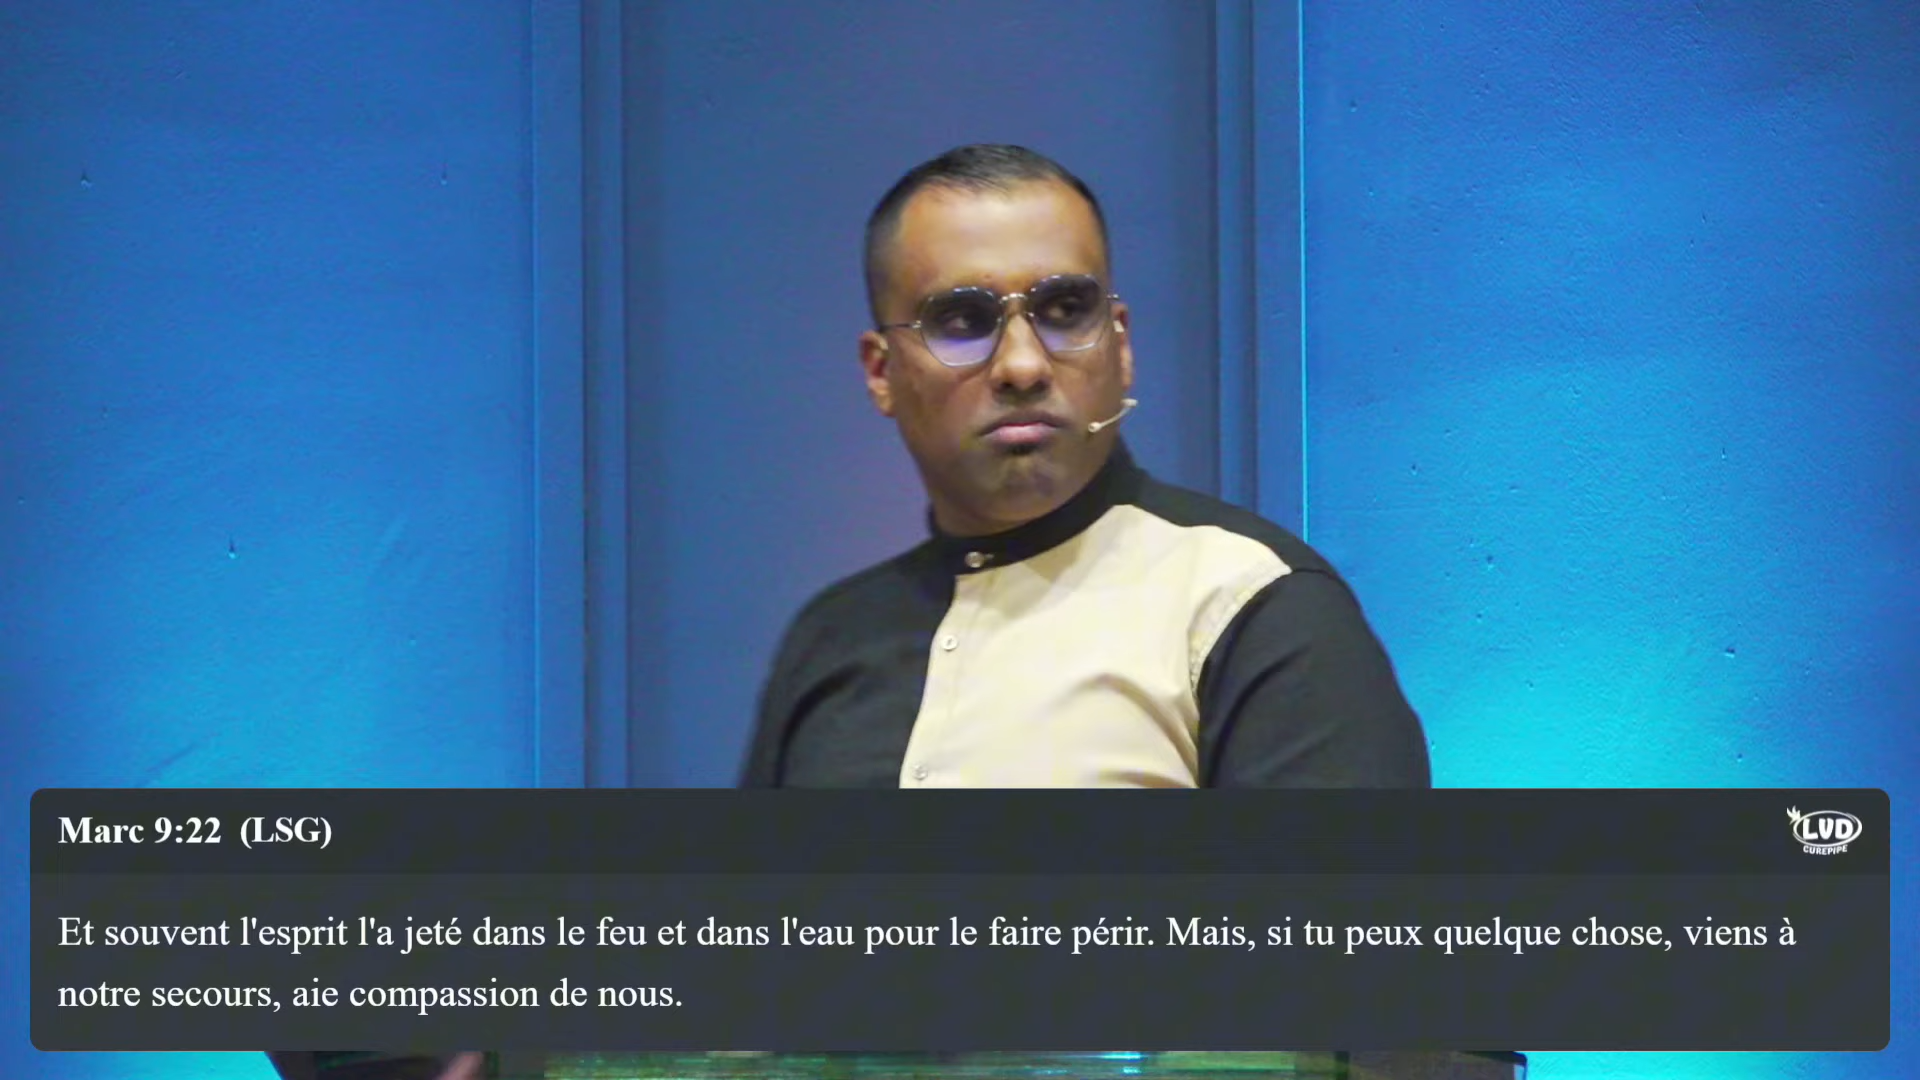 Marc 9:22 (LSG)
LVD
CUREPIPE
Et souvent l'esprit l'a jeté dans le feu et dans l'eau pour le faire périr. Mais, si tu peux quelque chose, viens à
notre secours, aie compassion de nous.